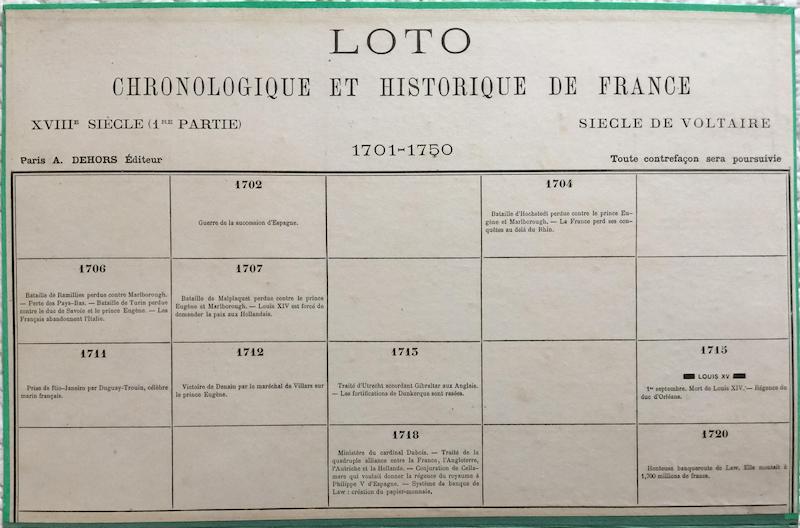 LOTO
CHRONOLOGIQUE ET HISTORIQUE DE FRANCE
XVIIIE SIÈCLE (1RE PARTIE)
SIECLE DE VOLTAIRE
1701-1750
Paris A. DEHORS Éditeur
Toute contrefaçon sera poursuivie
1702
Guerre de la succession d'Espagne.
1704
Bataille d'Hochstedt perdue contre le prince Eu-
gène et Marlborough. — La France perd ses con-
quêtes au delà du Rhin.
1706
Bataille de Ramillies perdue contre Marlborough.
— Perte des Pays-Bas. — Bataille de Turin perdue
contre le duc de Savoie et le prince Eugène. — Les
Français abandonnent l'Italie.
1707
Bataille de Malplaquet perdue contre le prince
Eugène et Marlborough. — Louis XIV est forcé de
demander la paix aux Hollandais.
1711
Prise de Rio-Janeiro par Duguay-Trouin, célèbre
marin français.
1712
Victoire de Denain par le maréchal de Villars sur
le prince Eugène.
1713
Traité d'Utrecht accordant Gibraltar aux Anglais.
— Les fortifications de Dunkerque sont rasées.
1715
LOUIS XV
1er septembre. Mort de Louis XIV. — Régence du
duc d'Orléans.
1718
Ministère du cardinal Dubois. — Traité de la
quadruple alliance entre la France, l'Angleterre,
l'Autriche et la Hollande. — Conjuration de Cella-
mare qui voulait donner la régence du royaume à
Philippe V d'Espagne. — Système de banque de
Law : création du papier-monnaie.
1720
Honteuse banqueroute de Law. Elle montait à
1,700 millions de francs.